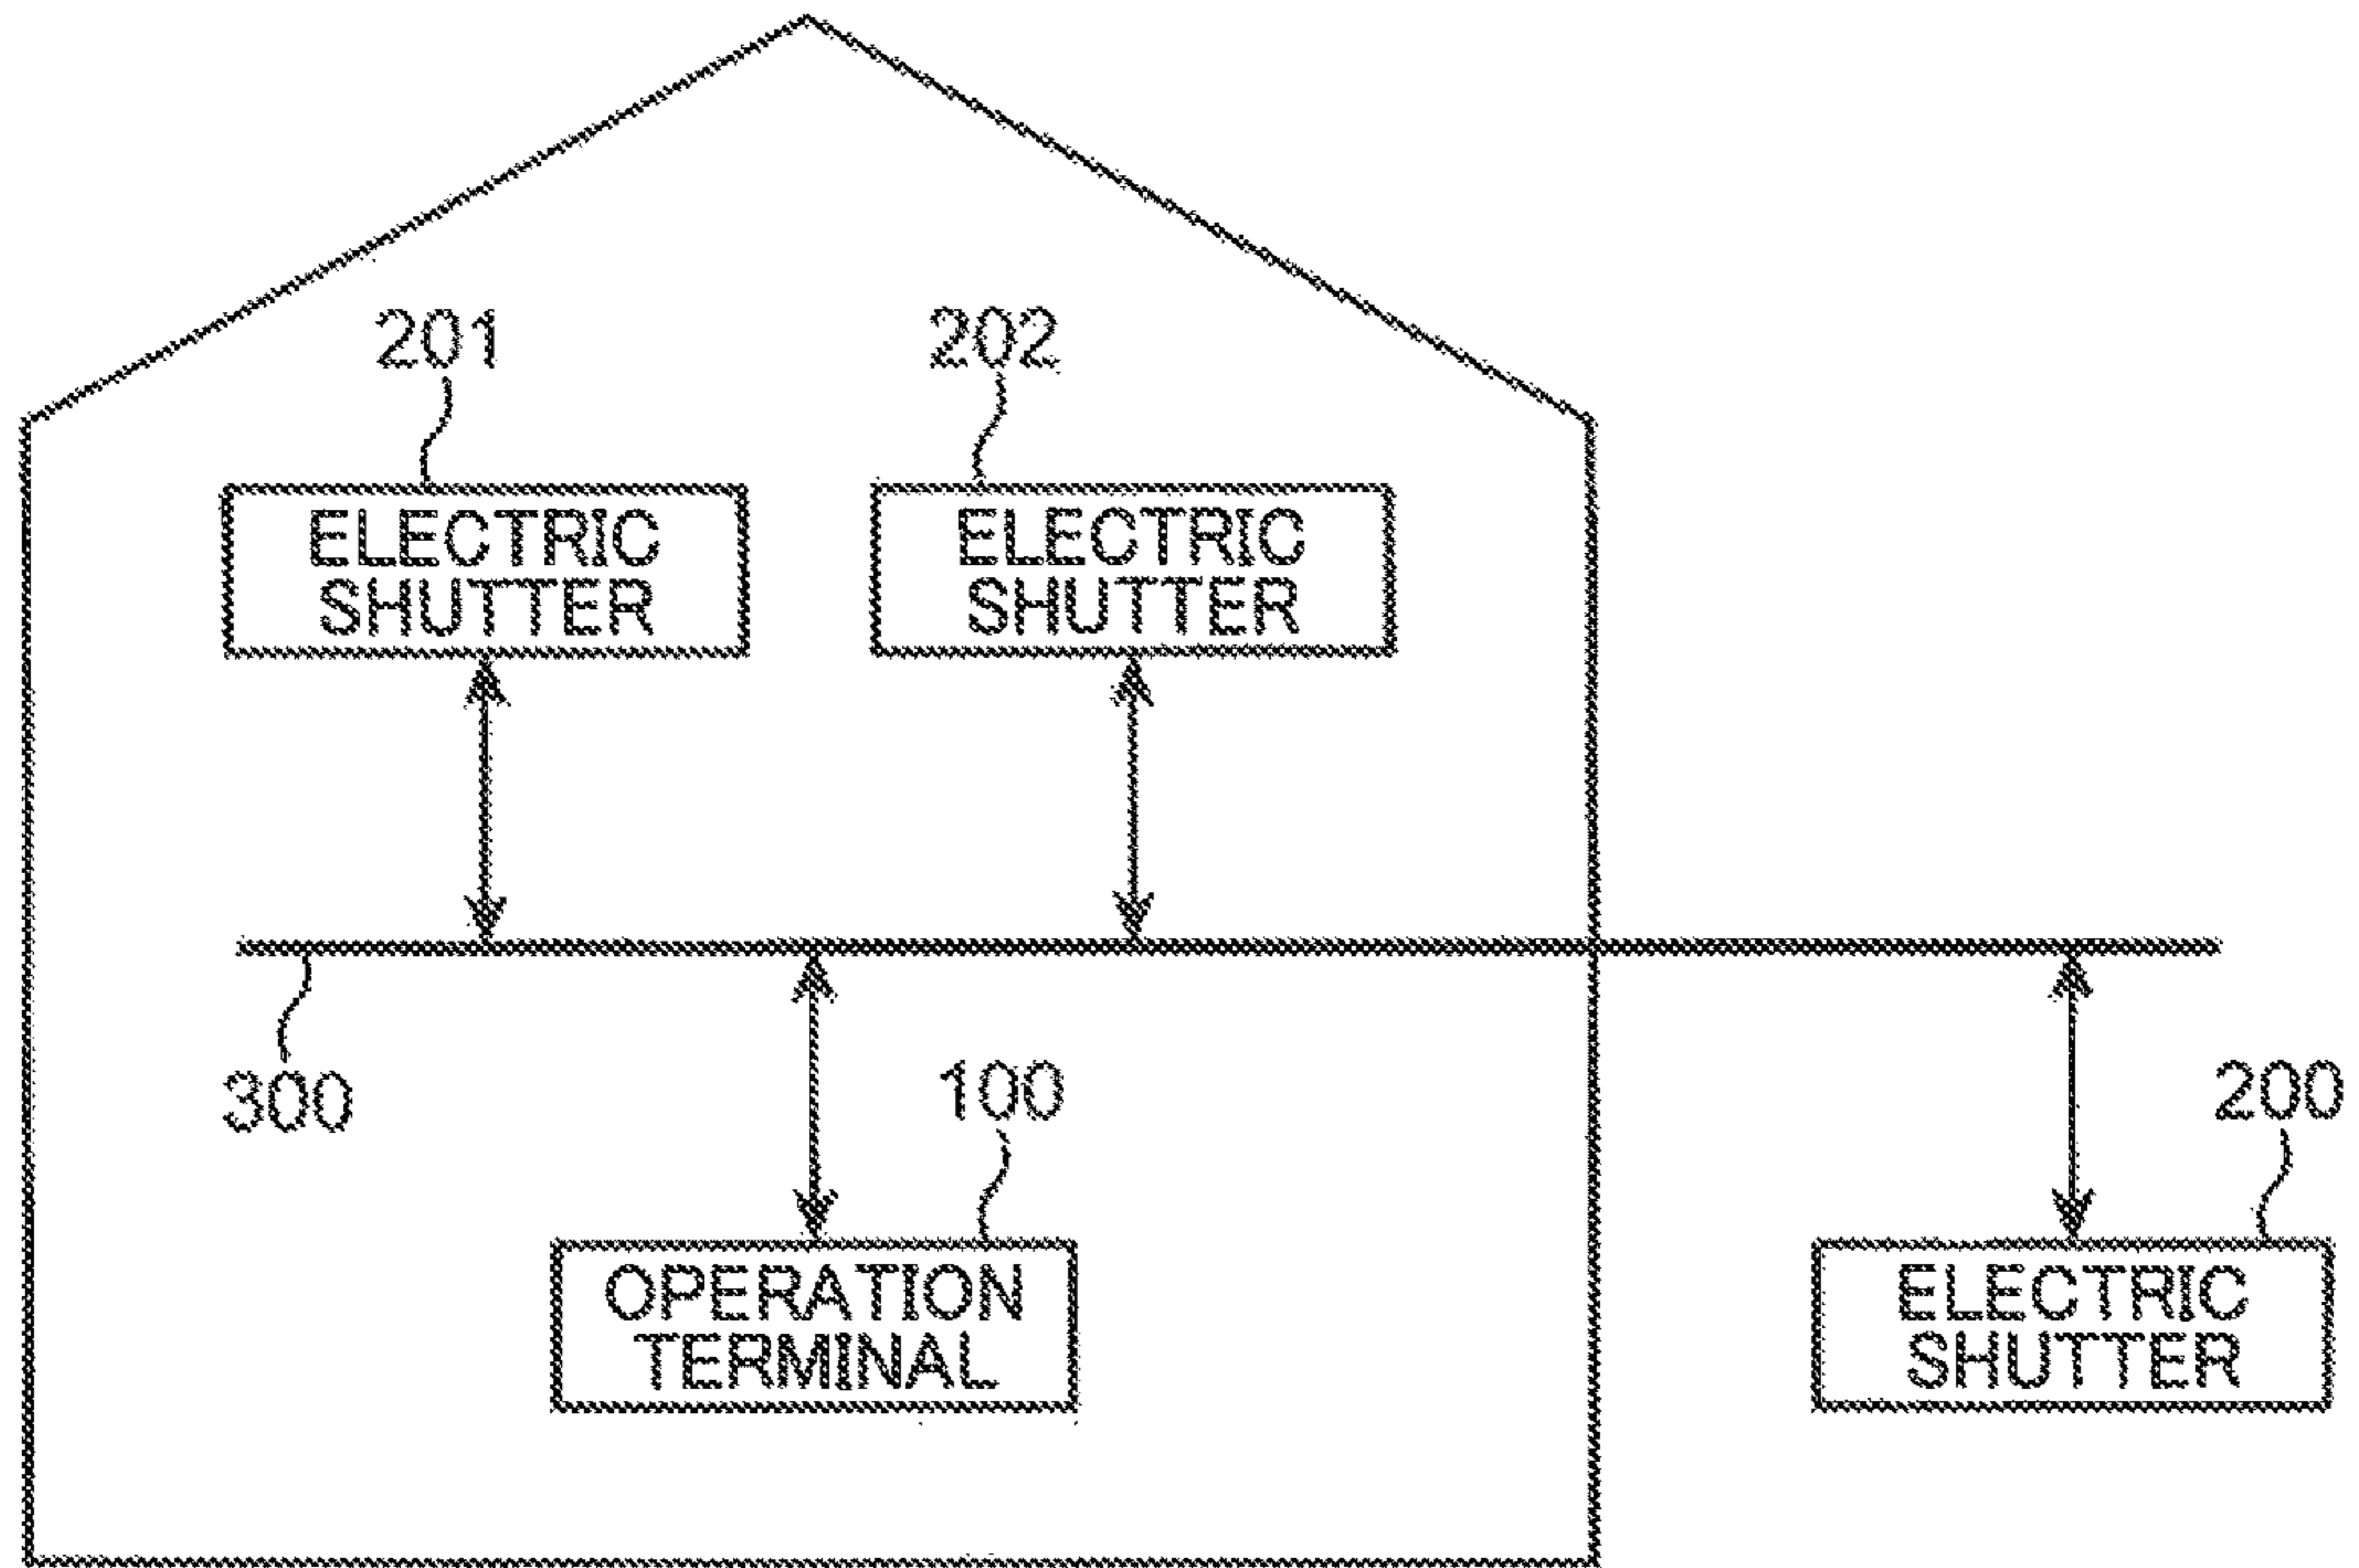 201
202
ELECTRIC
SHUTTER
ELECTRIC
SHUTTER
300
100
200
OPERATION
TERMINAL
ELECTRIC
SHUTTER